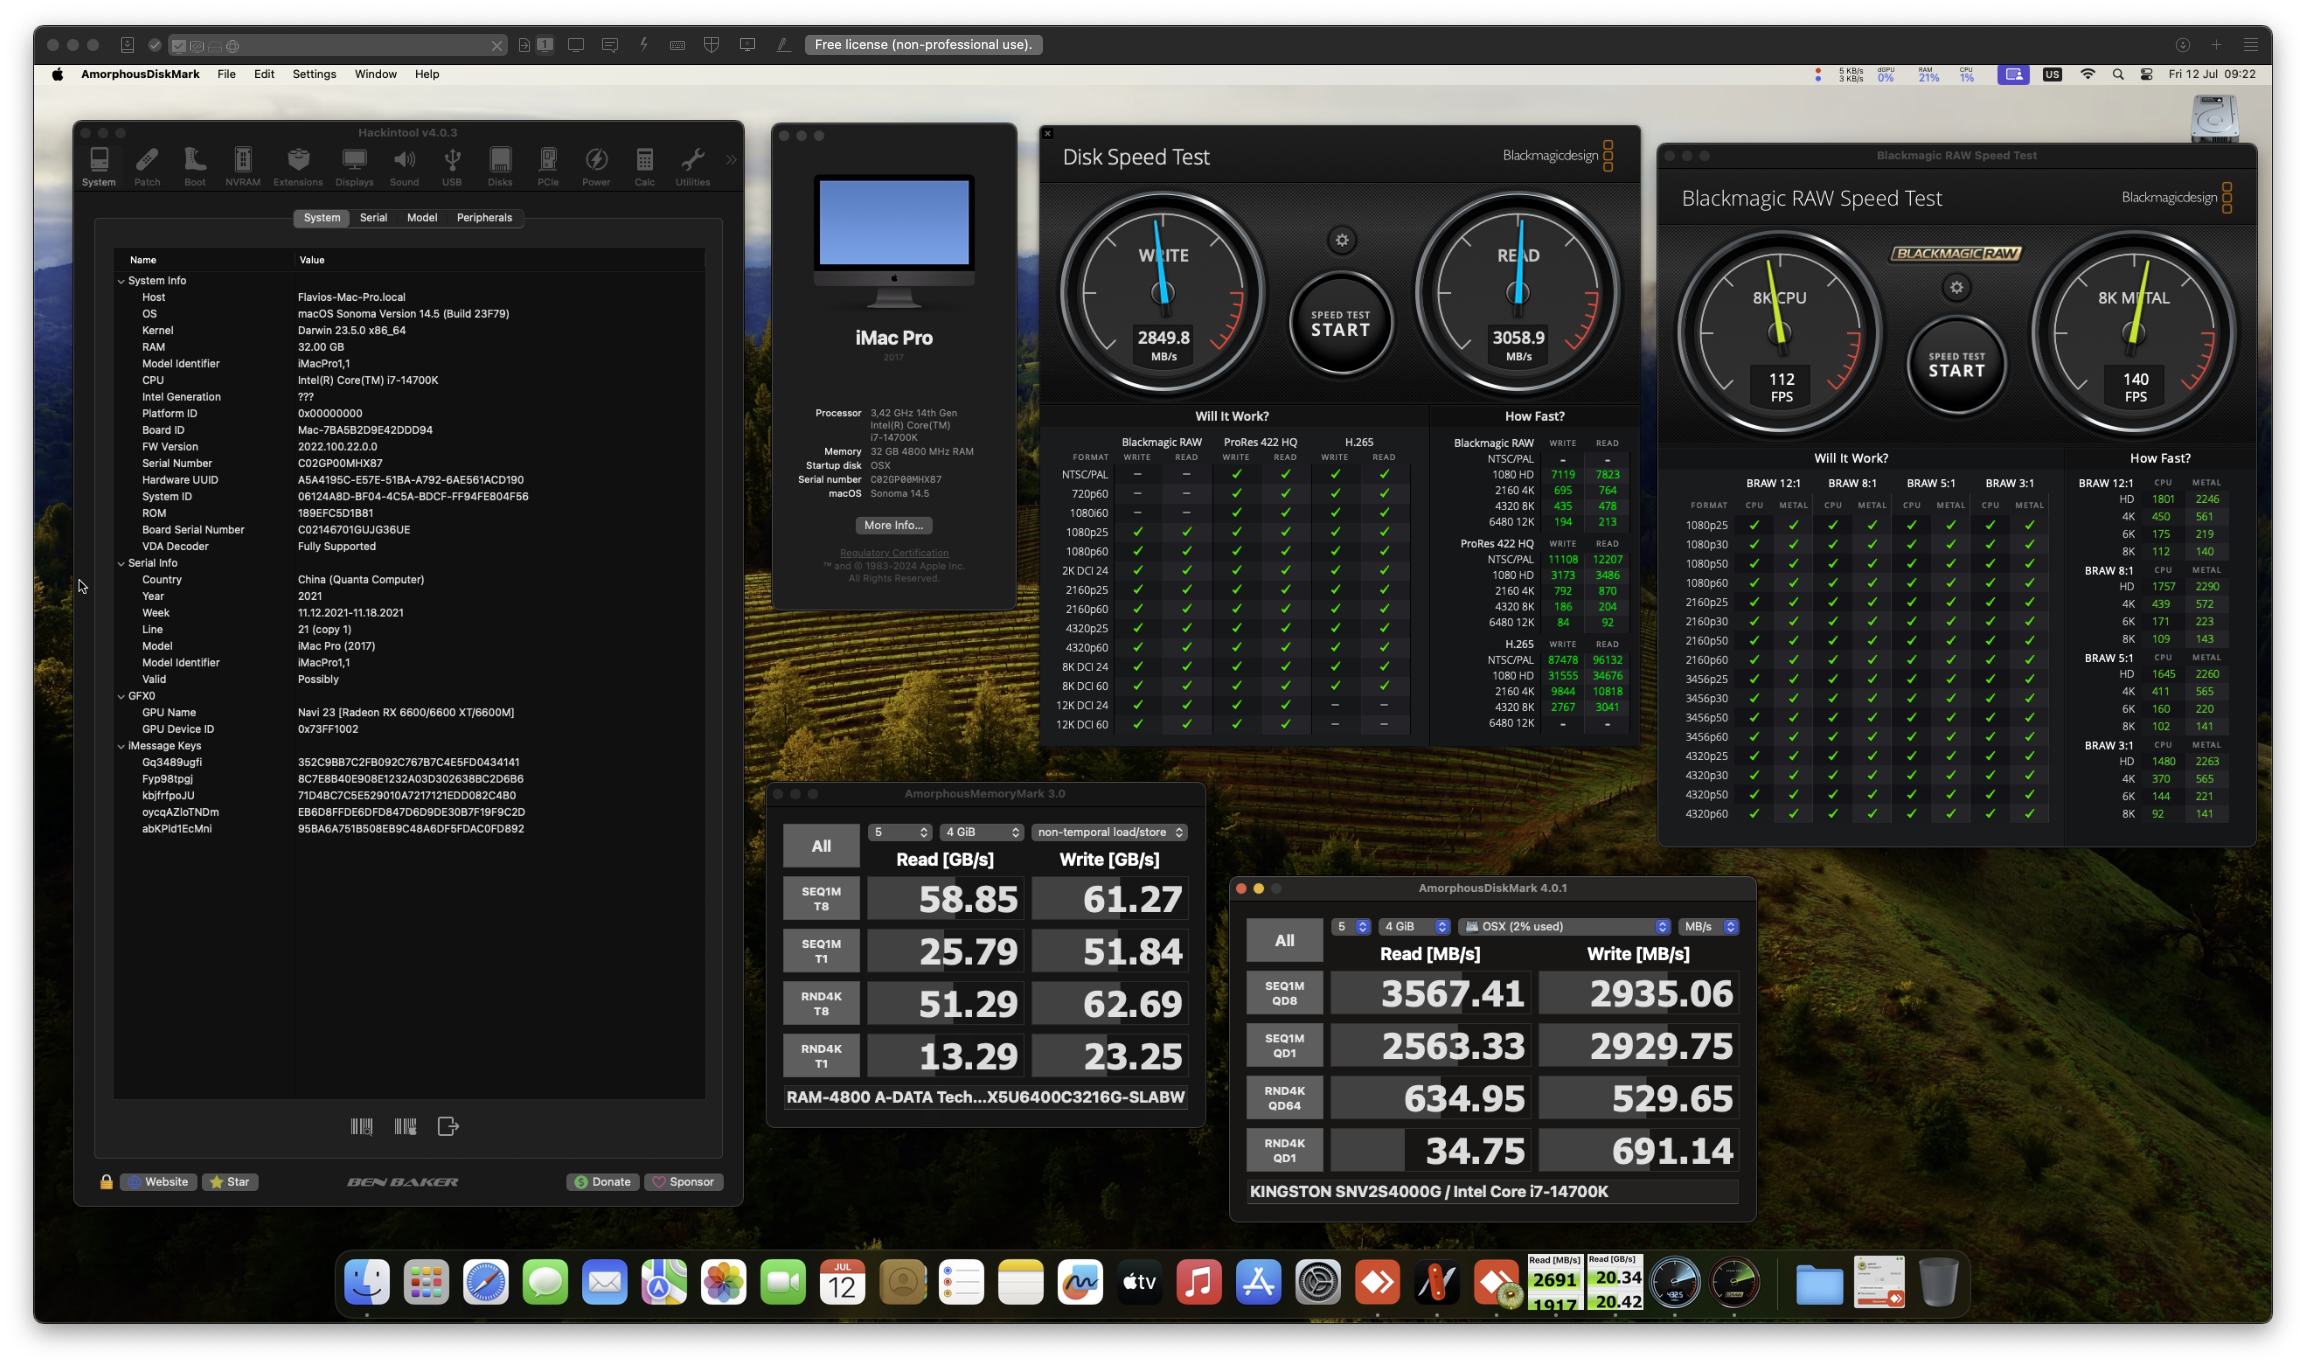 Free license (non-professional use).
AmorphousDiskMark File Edit Settings Window Help
5 KB/s 3 KB/s dGPU 0% RAM 21% CPU 1% US Fri 12 Jul 09:22
Hackintool v4.0.3
System Patch Boot NVRAM Extensions Displays Sound USB Disks PCIe Power Calc Utilities
System Serial Model Peripherals
Name Value
System Info
Host Flavios-Mac-Pro.local
OS macOS Sonoma Version 14.5 (Build 23F79)
Kernel Darwin 23.5.0 x86_64
RAM 32.00 GB
Model Identifier iMacPro1,1
CPU Intel(R) Core(TM) i7-14700K
Intel Generation ???
Platform ID 0x00000000
Board ID Mac-7BA5B2D9E42DDD94
FW Version 2022.100.22.0.0
Serial Number C02GP00MHX87
Hardware UUID A5A4195C-E57E-51BA-A792-6AE561ACD190
System ID 06124A8D-BF04-4C5A-BDCF-FF94FE804F56
ROM 189EFC5D1B81
Board Serial Number C02146701GUJG36UE
VDA Decoder Fully Supported
Serial Info
Country China (Quanta Computer)
Year 2021
Week 11.12.2021-11.18.2021
Line 21 (copy 1)
Model iMac Pro (2017)
Model Identifier iMacPro1,1
Valid Possibly
GFX0
GPU Name Navi 23 [Radeon RX 6600/6600 XT/6600M]
GPU Device ID 0x73FF1002
iMessage Keys
Gq3489ugfi 352C9BB7C2FB092C767B7C4E5FD0434141
Fyp98tpgj 8C7E8B40E908E1232A03D302638BC2D6B6
kbjfrfpoJU 71D4BC7C5E529010A7217121EDD082C4B0
oycqAZloTNDm EB6D8FFDE6DFD847D6D9DE30B7F19F9C2D
abKPld1EcMni 95BA6A751B508EB9C48A6DF5FDAC0FD892
Website Star BEN BAKER Donate Sponsor
iMac Pro
2017
Processor 3,42 GHz 14th Gen
Intel(R) Core(TM)
i7-14700K
Memory 32 GB 4800 MHz RAM
Startup disk OSX
Serial number C02GP00MHX87
macOS Sonoma 14.5
More Info...
Regulatory Certification
™ and © 1983-2024 Apple Inc.
All Rights Reserved.
Disk Speed Test Blackmagicdesign
WRITE READ
SPEED TEST
START
2849.8 MB/s 3058.9 MB/s
Will It Work?
Blackmagic RAW ProRes 422 HQ H.265
FORMAT WRITE READ WRITE READ WRITE READ
NTSC/PAL – – ✓ ✓ ✓ ✓
720p60 – – ✓ ✓ ✓ ✓
1080i60 – – ✓ ✓ ✓ ✓
1080p25 ✓ ✓ ✓ ✓ ✓ ✓
1080p60 ✓ ✓ ✓ ✓ ✓ ✓
2K DCI 24 ✓ ✓ ✓ ✓ ✓ ✓
2160p25 ✓ ✓ ✓ ✓ ✓ ✓
2160p60 ✓ ✓ ✓ ✓ ✓ ✓
4320p25 ✓ ✓ ✓ ✓ ✓ ✓
4320p60 ✓ ✓ ✓ ✓ ✓ ✓
8K DCI 24 ✓ ✓ ✓ ✓ ✓ ✓
8K DCI 60 ✓ ✓ ✓ ✓ ✓ ✓
12K DCI 24 ✓ ✓ ✓ ✓ – –
12K DCI 60 ✓ ✓ ✓ ✓ – –
How Fast?
Blackmagic RAW WRITE READ
NTSC/PAL - -
1080 HD 7119 7823
2160 4K 695 764
4320 8K 435 478
6480 12K 194 213
ProRes 422 HQ WRITE READ
NTSC/PAL 11108 12207
1080 HD 3173 3486
2160 4K 792 870
4320 8K 186 204
6480 12K 84 92
H.265 WRITE READ
NTSC/PAL 87478 96132
1080 HD 31555 34676
2160 4K 9844 10818
4320 8K 2767 3041
6480 12K - -
Blackmagic RAW Speed Test
Blackmagic RAW Speed Test Blackmagicdesign
BLACKMAGIC RAW
8K CPU 8K METAL
SPEED TEST
START
112 FPS 140 FPS
Will It Work?
BRAW 12:1 BRAW 8:1 BRAW 5:1 BRAW 3:1
FORMAT CPU METAL CPU METAL CPU METAL CPU METAL
1080p25 ✓ ✓ ✓ ✓ ✓ ✓ ✓ ✓
1080p30 ✓ ✓ ✓ ✓ ✓ ✓ ✓ ✓
1080p50 ✓ ✓ ✓ ✓ ✓ ✓ ✓ ✓
1080p60 ✓ ✓ ✓ ✓ ✓ ✓ ✓ ✓
2160p25 ✓ ✓ ✓ ✓ ✓ ✓ ✓ ✓
2160p30 ✓ ✓ ✓ ✓ ✓ ✓ ✓ ✓
2160p50 ✓ ✓ ✓ ✓ ✓ ✓ ✓ ✓
2160p60 ✓ ✓ ✓ ✓ ✓ ✓ ✓ ✓
3456p25 ✓ ✓ ✓ ✓ ✓ ✓ ✓ ✓
3456p30 ✓ ✓ ✓ ✓ ✓ ✓ ✓ ✓
3456p50 ✓ ✓ ✓ ✓ ✓ ✓ ✓ ✓
3456p60 ✓ ✓ ✓ ✓ ✓ ✓ ✓ ✓
4320p25 ✓ ✓ ✓ ✓ ✓ ✓ ✓ ✓
4320p30 ✓ ✓ ✓ ✓ ✓ ✓ ✓ ✓
4320p50 ✓ ✓ ✓ ✓ ✓ ✓ ✓ ✓
4320p60 ✓ ✓ ✓ ✓ ✓ ✓ ✓ ✓
How Fast?
BRAW 12:1 CPU METAL
HD 1801 2246
4K 450 561
6K 175 219
8K 112 140
BRAW 8:1 CPU METAL
HD 1757 2290
4K 439 572
6K 171 223
8K 109 143
BRAW 5:1 CPU METAL
HD 1645 2260
4K 411 565
6K 160 220
8K 102 141
BRAW 3:1 CPU METAL
HD 1480 2263
4K 370 565
6K 144 221
8K 92 141
AmorphousMemoryMark 3.0
All 5 4 GiB non-temporal load/store
Read [GB/s] Write [GB/s]
SEQ1M T8 58.85 61.27
SEQ1M T1 25.79 51.84
RND4K T8 51.29 62.69
RND4K T1 13.29 23.25
RAM-4800 A-DATA Tech...X5U6400C3216G-SLABW
AmorphousDiskMark 4.0.1
All 5 4 GiB OSX (2% used) MB/s
Read [MB/s] Write [MB/s]
SEQ1M QD8 3567.41 2935.06
SEQ1M QD1 2563.33 2929.75
RND4K QD64 634.95 529.65
RND4K QD1 34.75 691.14
KINGSTON SNV2S4000G / Intel Core i7-14700K
JUL 12
tv
Read [MB/s] 2691 1917
Read [GB/s] 20.34 20.42